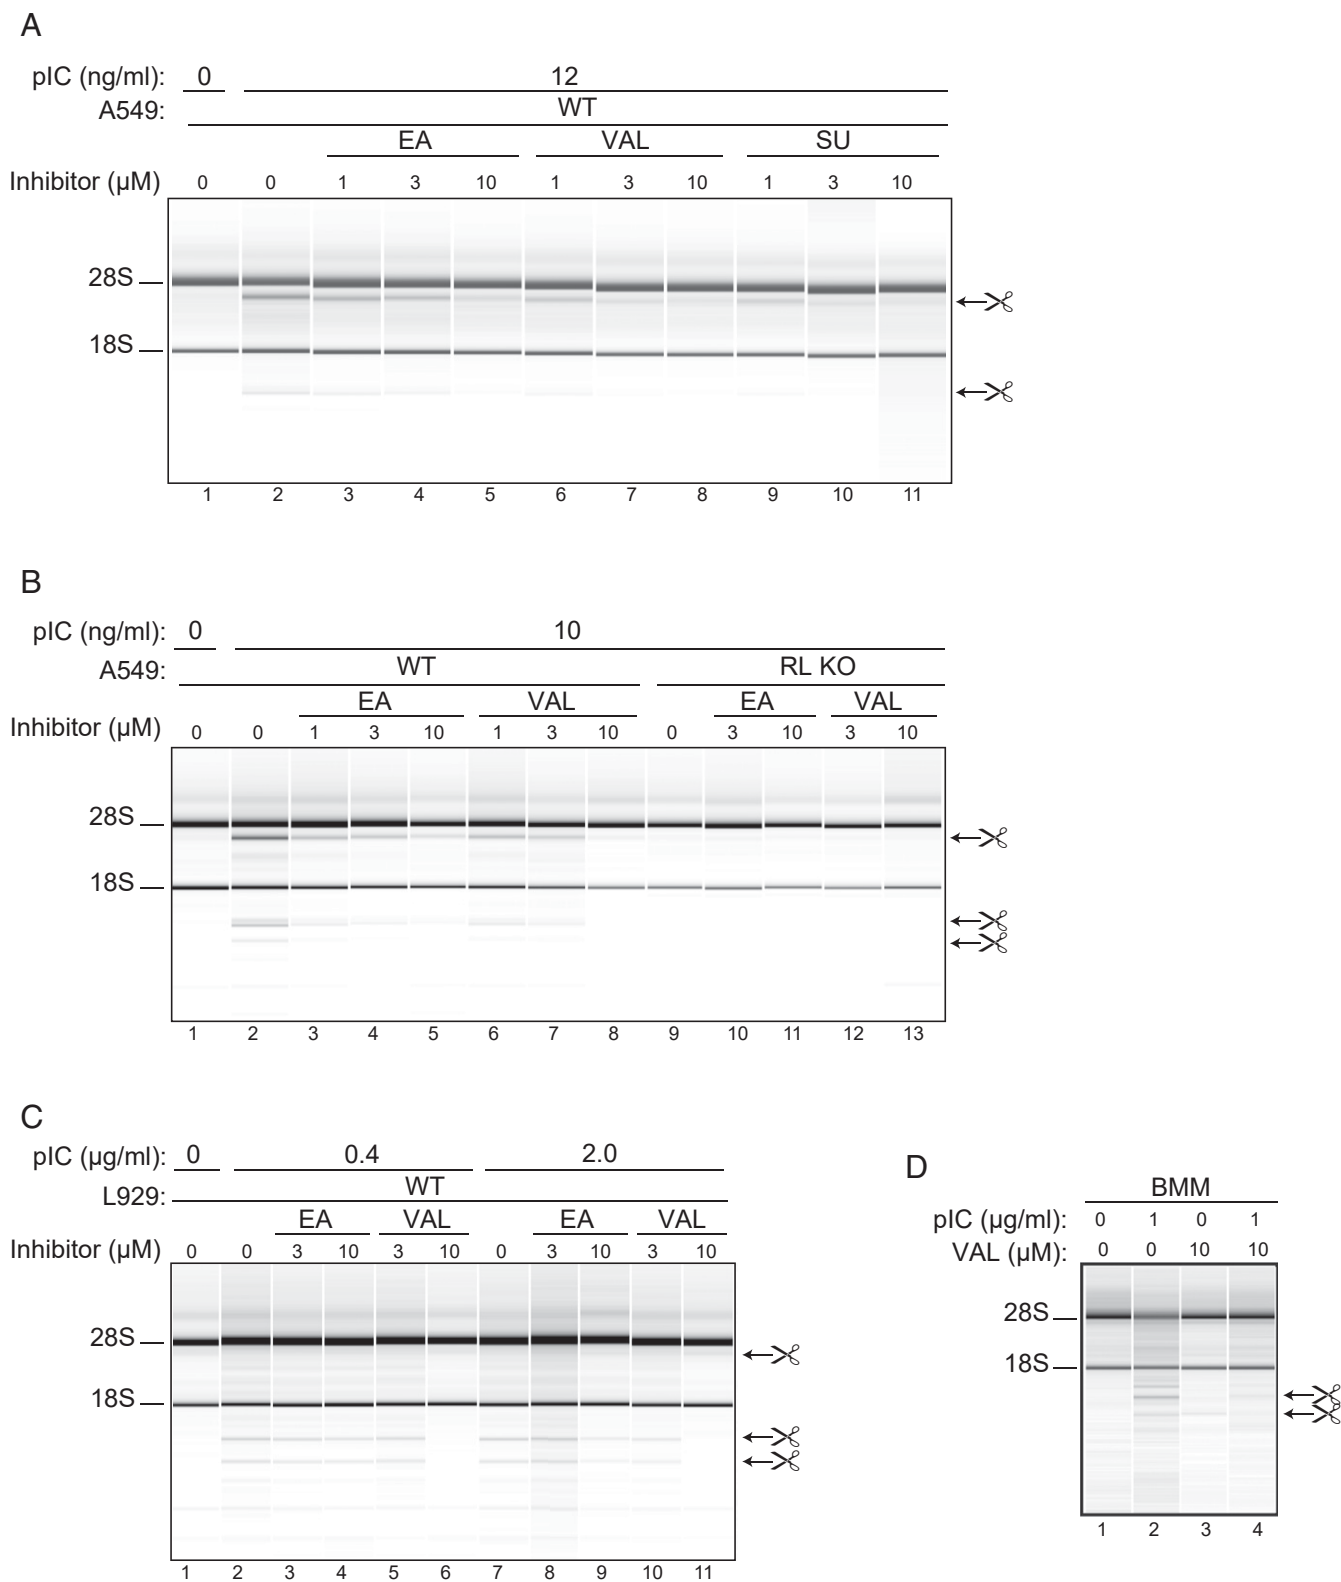 A
pIC (ng/ml): 0 12
A549: WT
EA VAL SU
Inhibitor (µM) 0 0 1 3 10 1 3 10 1 3 10
28S
18S
1 2 3 4 5 6 7 8 9 10 11
B
pIC (ng/ml): 0 10
A549: WT RL KO
EA VAL EA VAL
Inhibitor (µM) 0 0 1 3 10 1 3 10 0 3 10 3 10
28S
18S
1 2 3 4 5 6 7 8 9 10 11 12 13
C
pIC (µg/ml): 0 0.4 2.0
L929: WT
EA VAL EA VAL
Inhibitor (µM) 0 0 3 10 3 10 0 3 10 3 10
28S
18S
1 2 3 4 5 6 7 8 9 10 11
D
BMM
pIC (µg/ml): 0 1 0 1
VAL (µM): 0 0 10 10
28S
18S
1 2 3 4